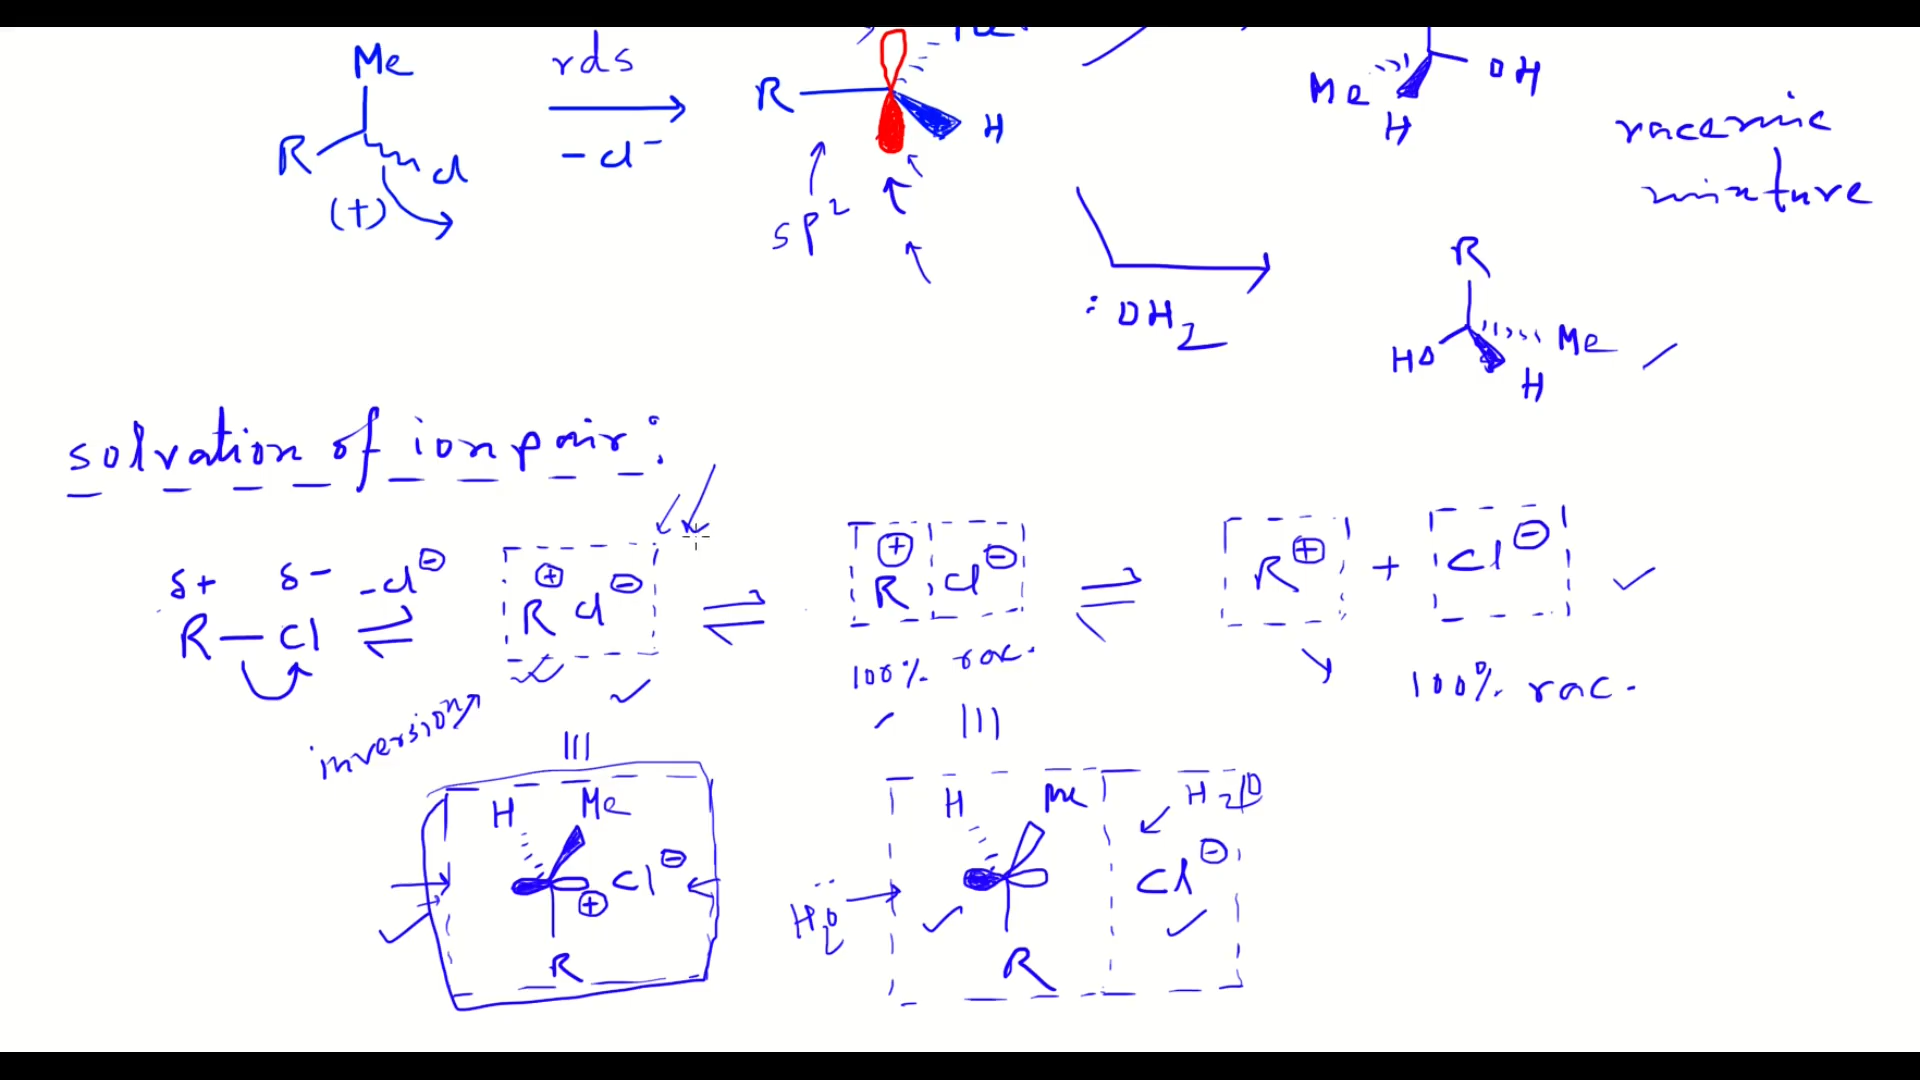 Me
R
Cl
(+)
rds
- Cl⁻
R
H
sp²
Me
OH
H
racemic
mixture
:OH₂
R
HO
Me
H
solvation of ion pair:
δ+ δ-
R—Cl
-Cl⊖
⇌
R⊕ Cl⊖
⇌
R⊕ Cl⊖
⇌
R⊕ + Cl⊖
inversion
100% rac.
100% rac.
H Me
⊕ Cl⊖
R
H Me H₂O
H₂O
Cl⊖
R